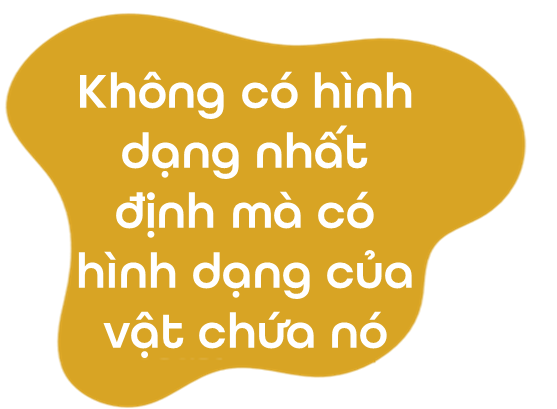 Không có hình
dạng nhất
định mà có
hình dạng của
vật chứa nó